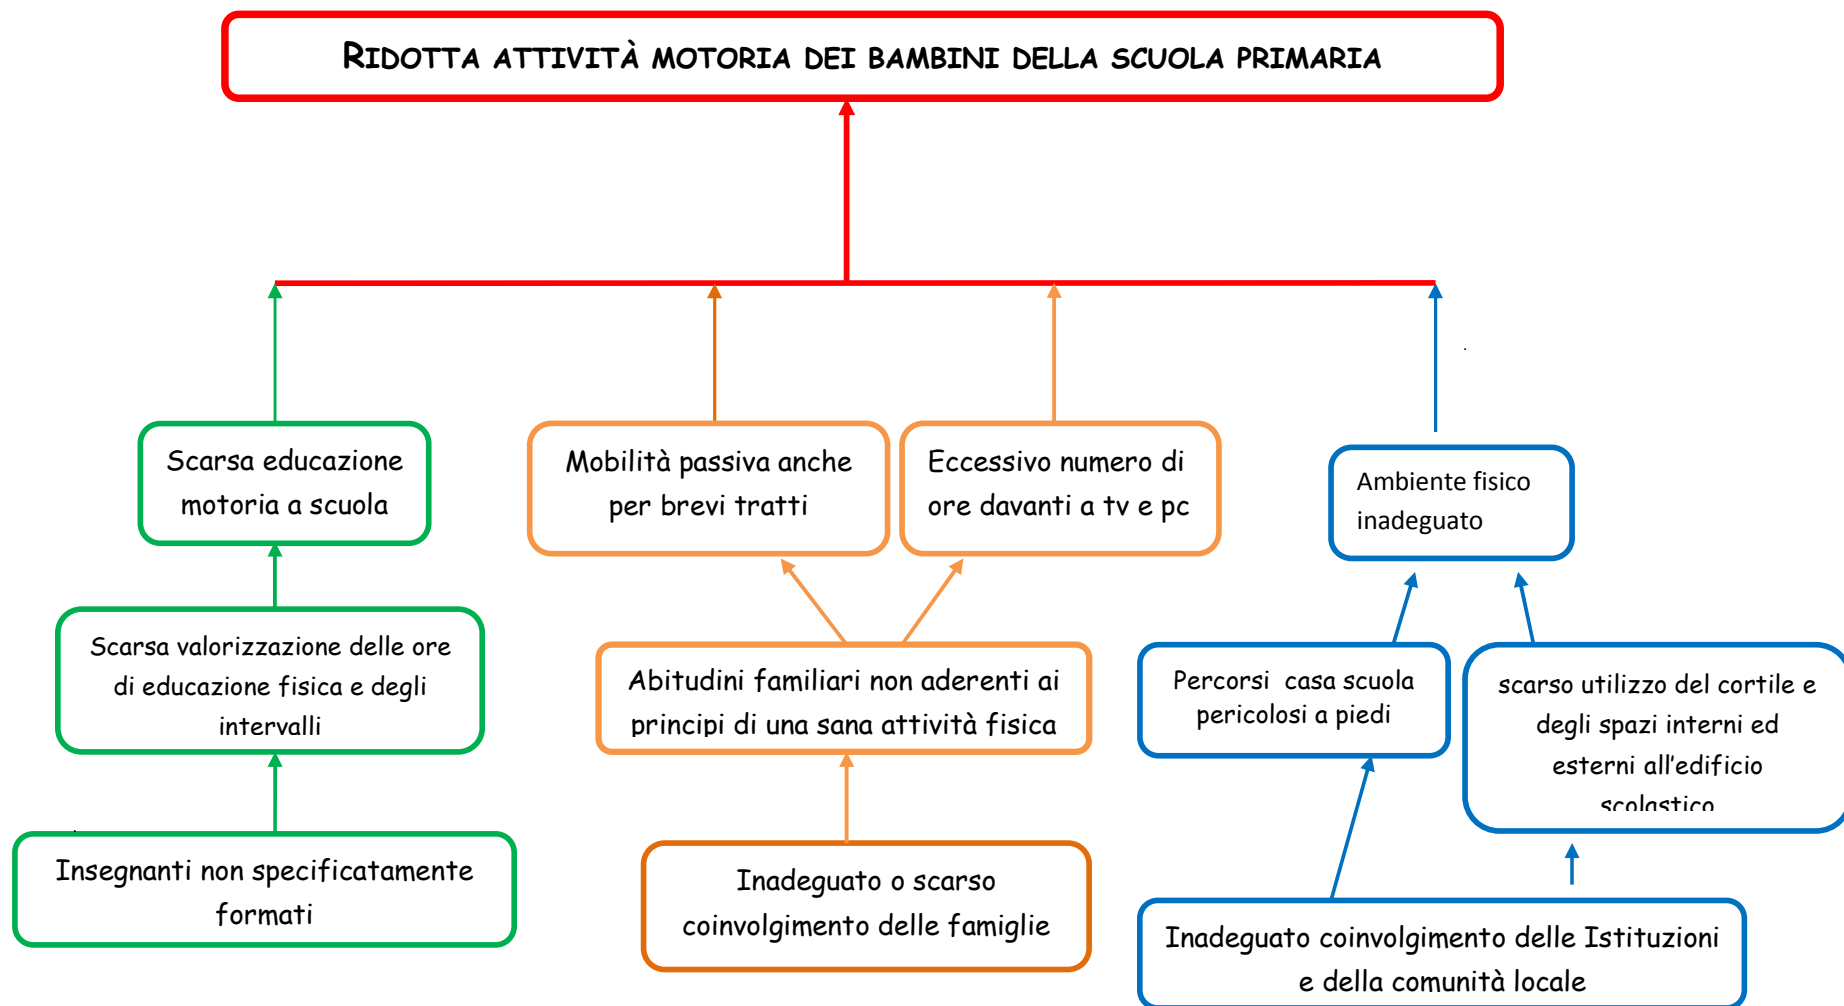 RIDOTTA ATTIVITÀ MOTORIA DEI BAMBINI DELLA SCUOLA PRIMARIA
Scarsa educazione
motoria a scuola
Mobilità passiva anche
per brevi tratti
Eccessivo numero di
ore davanti a tv e pc
Ambiente fisico
inadeguato
Scarsa valorizzazione delle ore
di educazione fisica e degli
intervalli
Abitudini familiari non aderenti ai
principi di una sana attività fisica
Percorsi casa scuola
pericolosi a piedi
scarso utilizzo del cortile e
degli spazi interni ed
esterni all'edificio
scolastico
Insegnanti non specificatamente
formati
Inadeguato o scarso
coinvolgimento delle famiglie
Inadeguato coinvolgimento delle Istituzioni
e della comunità locale